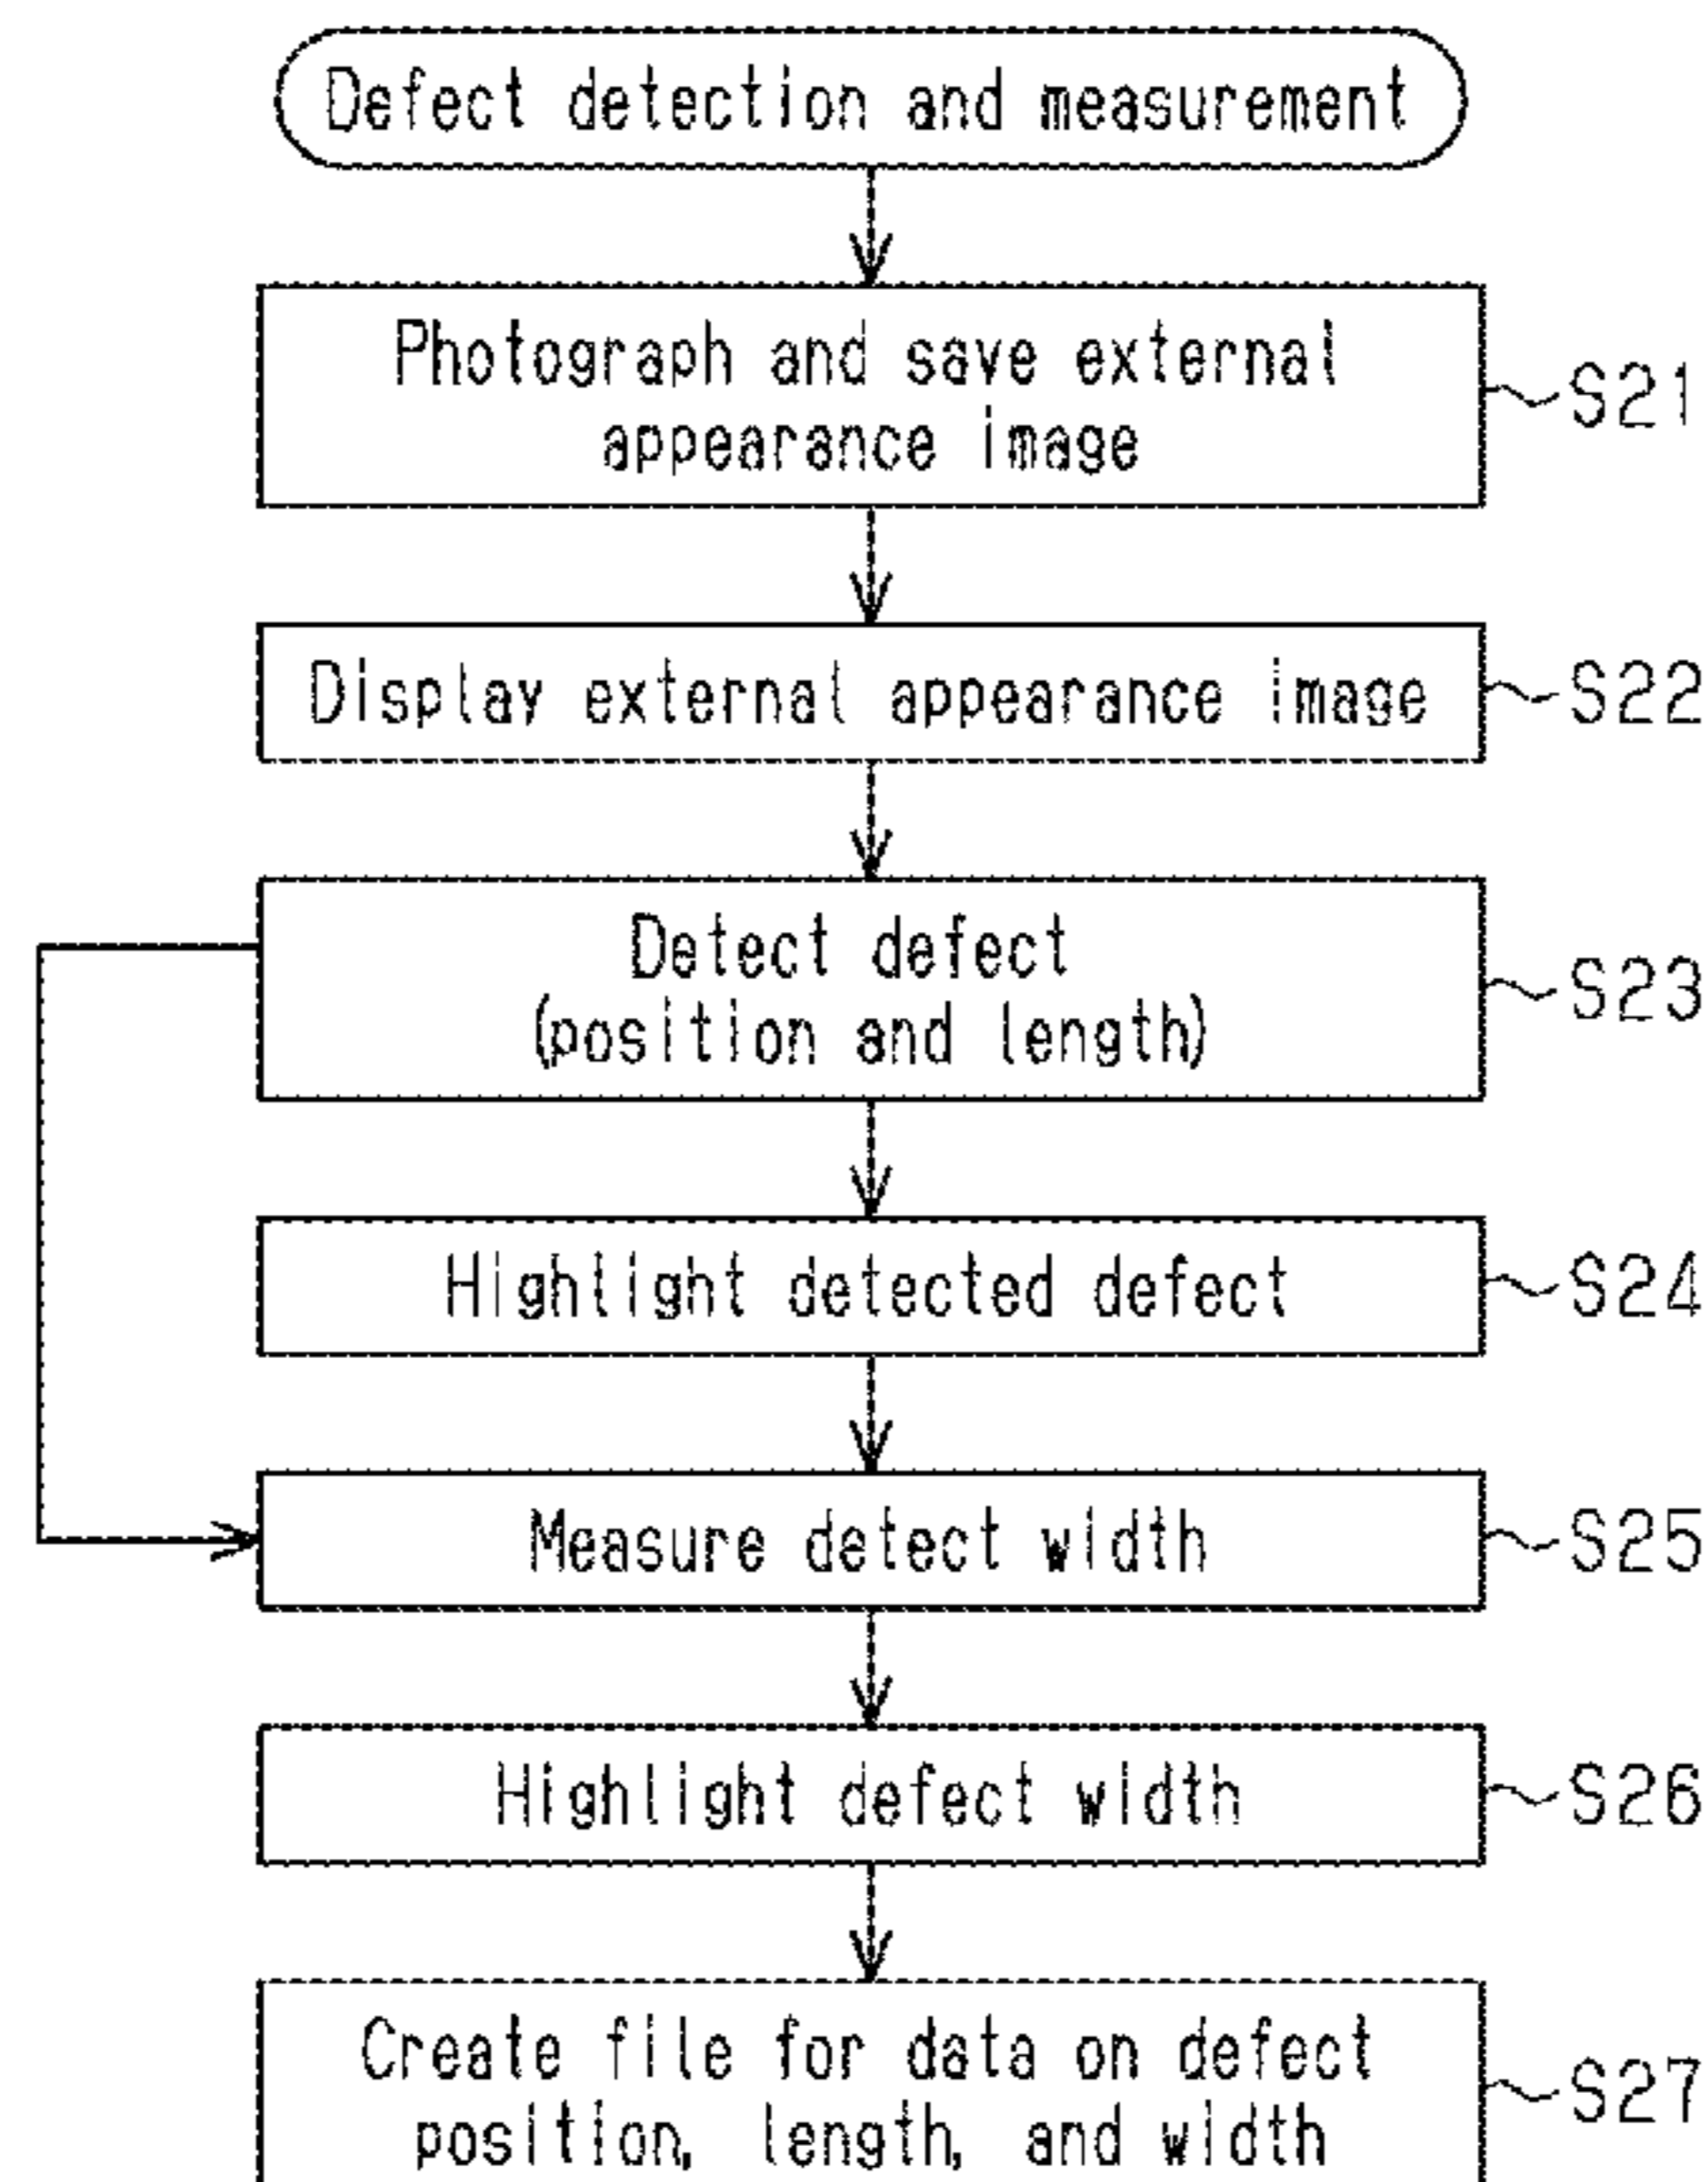 Defect detection and measurement
Photograph and save external
appearance image
S21
Display external appearance image
S22
Detect defect
(position and length)
S23
Highlight detected defect
S24
Measure detect width
S25
Highlight defect width
S26
Create file for data on defect
position, length, and width
S27